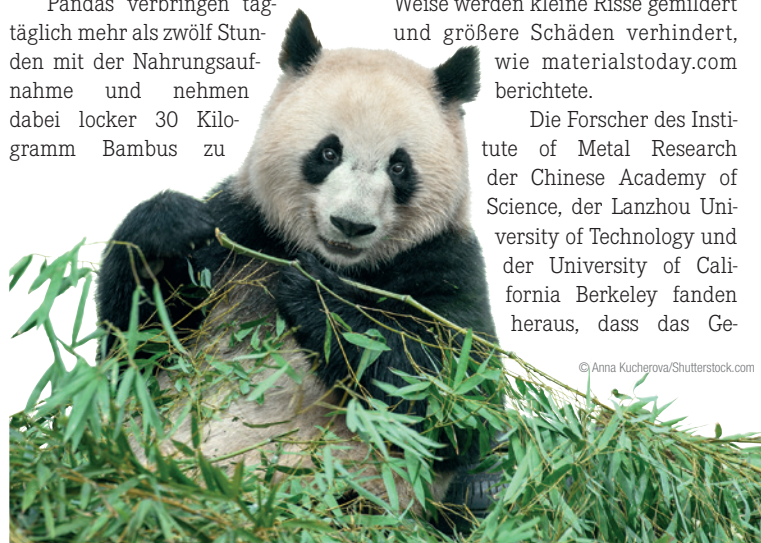 Pandas verbringen tag-
täglich mehr als zwölf Stun-
den mit der Nahrungsauf-
nahme und nehmen
dabei locker 30 Kilo-
gramm Bambus zu
Weise werden kleine Risse gemildert
und größere Schäden verhindert,
wie materialstoday.com
berichtete.
Die Forscher des Insti-
tute of Metal Research
der Chinese Academy of
Science, der Lanzhou Uni-
versity of Technology und
der University of Cali-
fornia Berkeley fanden
heraus, dass das Ge-
© Anna Kucherova/Shutterstock.com